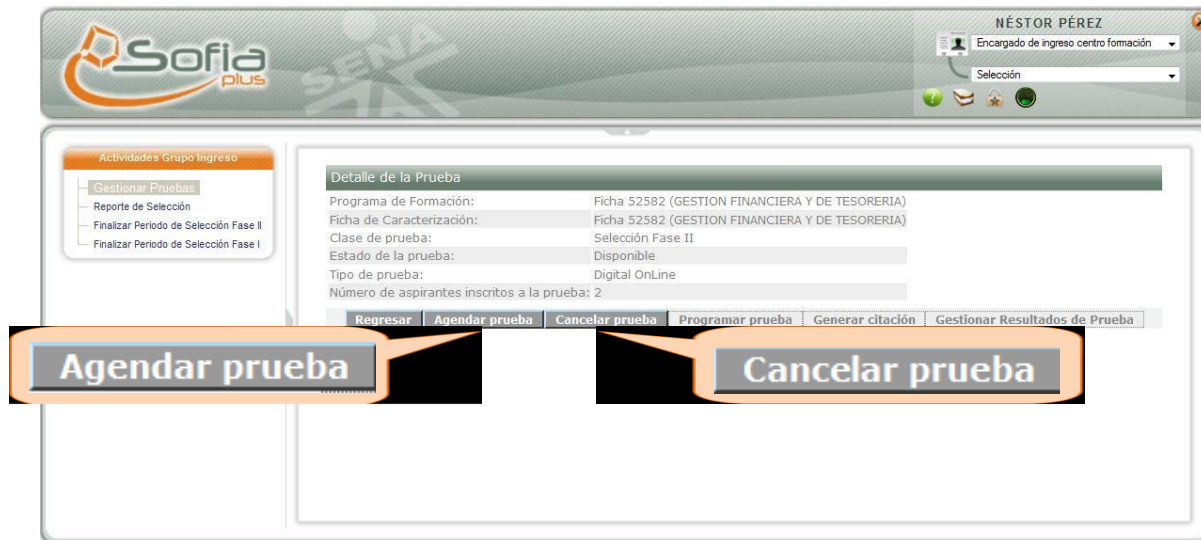 Sofia
plus
SENA
NÉSTOR PÉREZ
Encargado de ingreso centro formación
Selección
Actividades Grupo Ingreso
Gestionar Pruebas
Reporte de Selección
Finalizar Periodo de Selección Fase II
Finalizar Periodo de Selección Fase I
Detalle de la Prueba
Programa de Formación: Ficha 52582 (GESTION FINANCIERA Y DE TESORERIA)
Ficha de Caracterización: Ficha 52582 (GESTION FINANCIERA Y DE TESORERIA)
Clase de prueba: Selección Fase II
Estado de la prueba: Disponible
Tipo de prueba: Digital OnLine
Número de aspirantes inscritos a la prueba: 2
Regresar Agendar prueba Cancelar prueba Programar prueba Generar citación Gestionar Resultados de Prueba
Agendar prueba Cancelar prueba